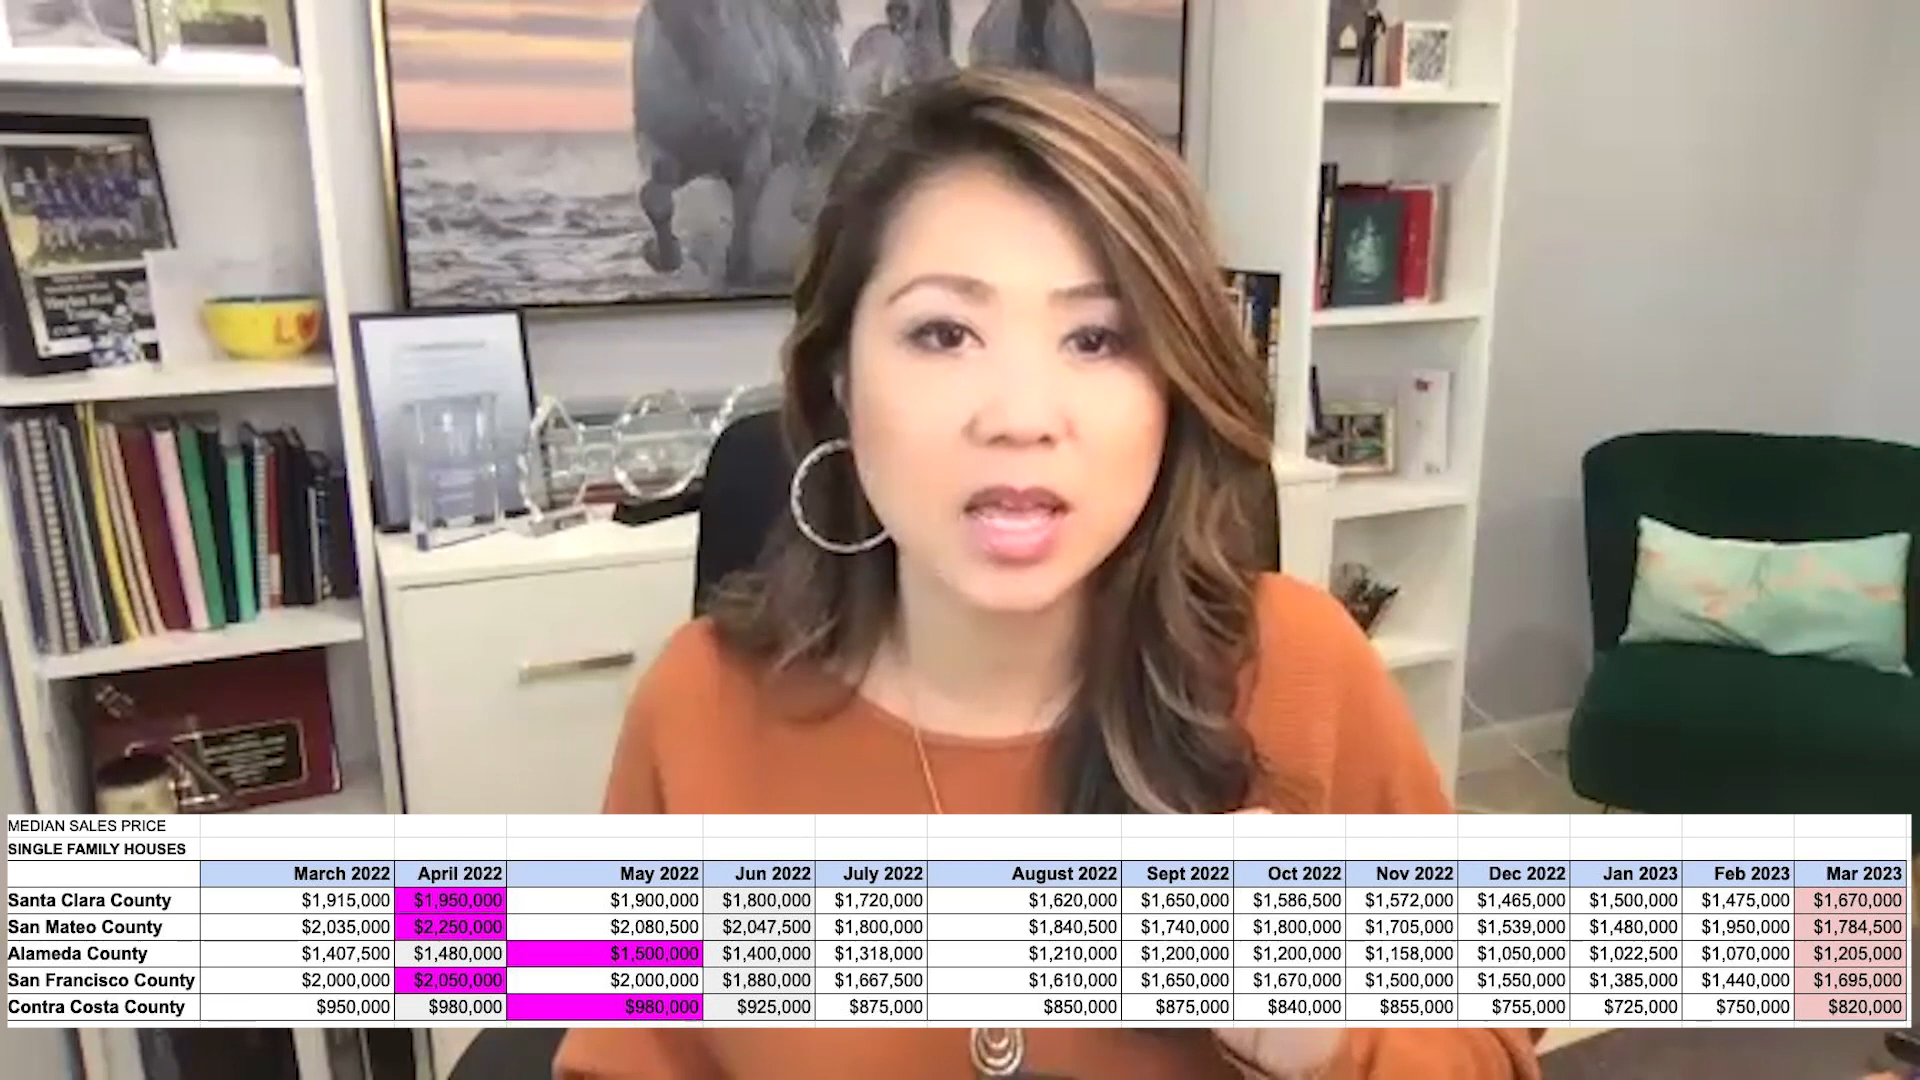 L
MEDIAN SALES PRICE
SINGLE FAMILY HOUSES
March 2022 April 2022 May 2022 Jun 2022 July 2022 August 2022 Sept 2022 Oct 2022 Nov 2022 Dec 2022 Jan 2023 Feb 2023 Mar 2023
Santa Clara County $1,915,000 $1,950,000 $1,900,000 $1,800,000 $1,720,000 $1,620,000 $1,650,000 $1,586,500 $1,572,000 $1,465,000 $1,500,000 $1,475,000 $1,670,000
San Mateo County $2,035,000 $2,250,000 $2,080,500 $2,047,500 $1,800,000 $1,840,500 $1,740,000 $1,800,000 $1,705,000 $1,539,000 $1,480,000 $1,950,000 $1,784,500
Alameda County $1,407,500 $1,480,000 $1,500,000 $1,400,000 $1,318,000 $1,210,000 $1,200,000 $1,200,000 $1,158,000 $1,050,000 $1,022,500 $1,070,000 $1,205,000
San Francisco County $2,000,000 $2,050,000 $2,000,000 $1,880,000 $1,667,500 $1,610,000 $1,650,000 $1,670,000 $1,500,000 $1,550,000 $1,385,000 $1,440,000 $1,695,000
Contra Costa County $950,000 $980,000 $980,000 $925,000 $875,000 $850,000 $875,000 $840,000 $855,000 $755,000 $725,000 $750,000 $820,000